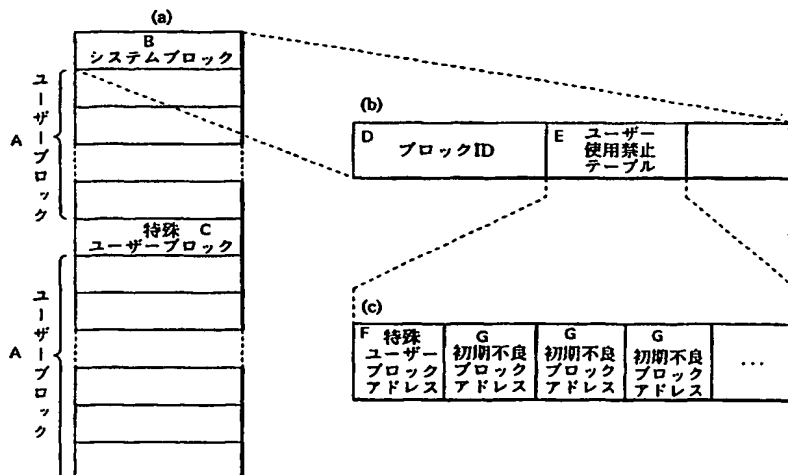 (a)
B
システムブロック
A
ユーザーブロック
特殊 C
ユーザーブロック
A
ユーザーブロック
(b)
D
ブロックID
E ユーザー
使用禁止
テーブル
(c)
F 特殊
ユーザー
ブロック
アドレス
G
初期不良
ブロック
アドレス
G
初期不良
ブロック
アドレス
G
初期不良
ブロック
アドレス
...